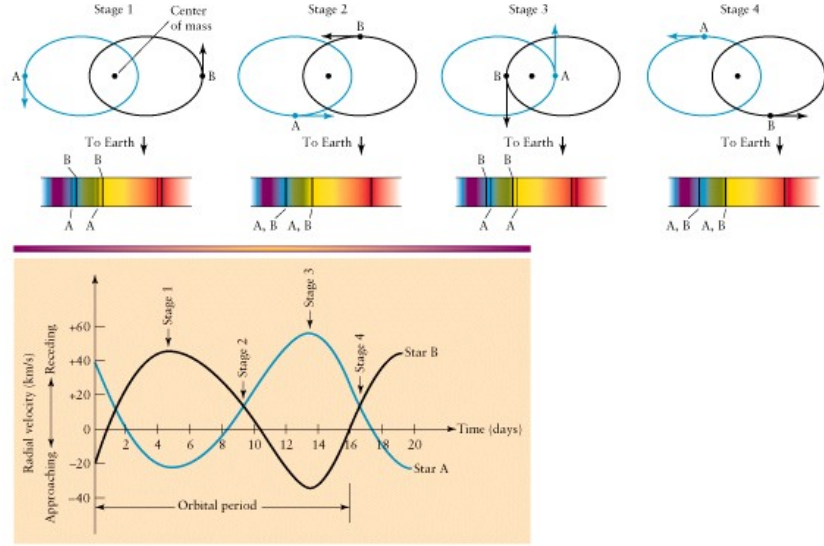 Stage 1
Stage 2
Stage 3
Stage 4
Center
of mass
A
B
B
A
B
A
A
B
To Earth
To Earth
To Earth
To Earth
B B
A A
A, B A, B
B B
A A
A, B A, B
Radial velocity (km/s)
Approaching
Receding
+60
+40
+20
0
−20
−40
2 4 6 8 10 12 14 16 18 20
Stage 1
Stage 2
Stage 3
Stage 4
Star B
Time (days)
Star A
Orbital period